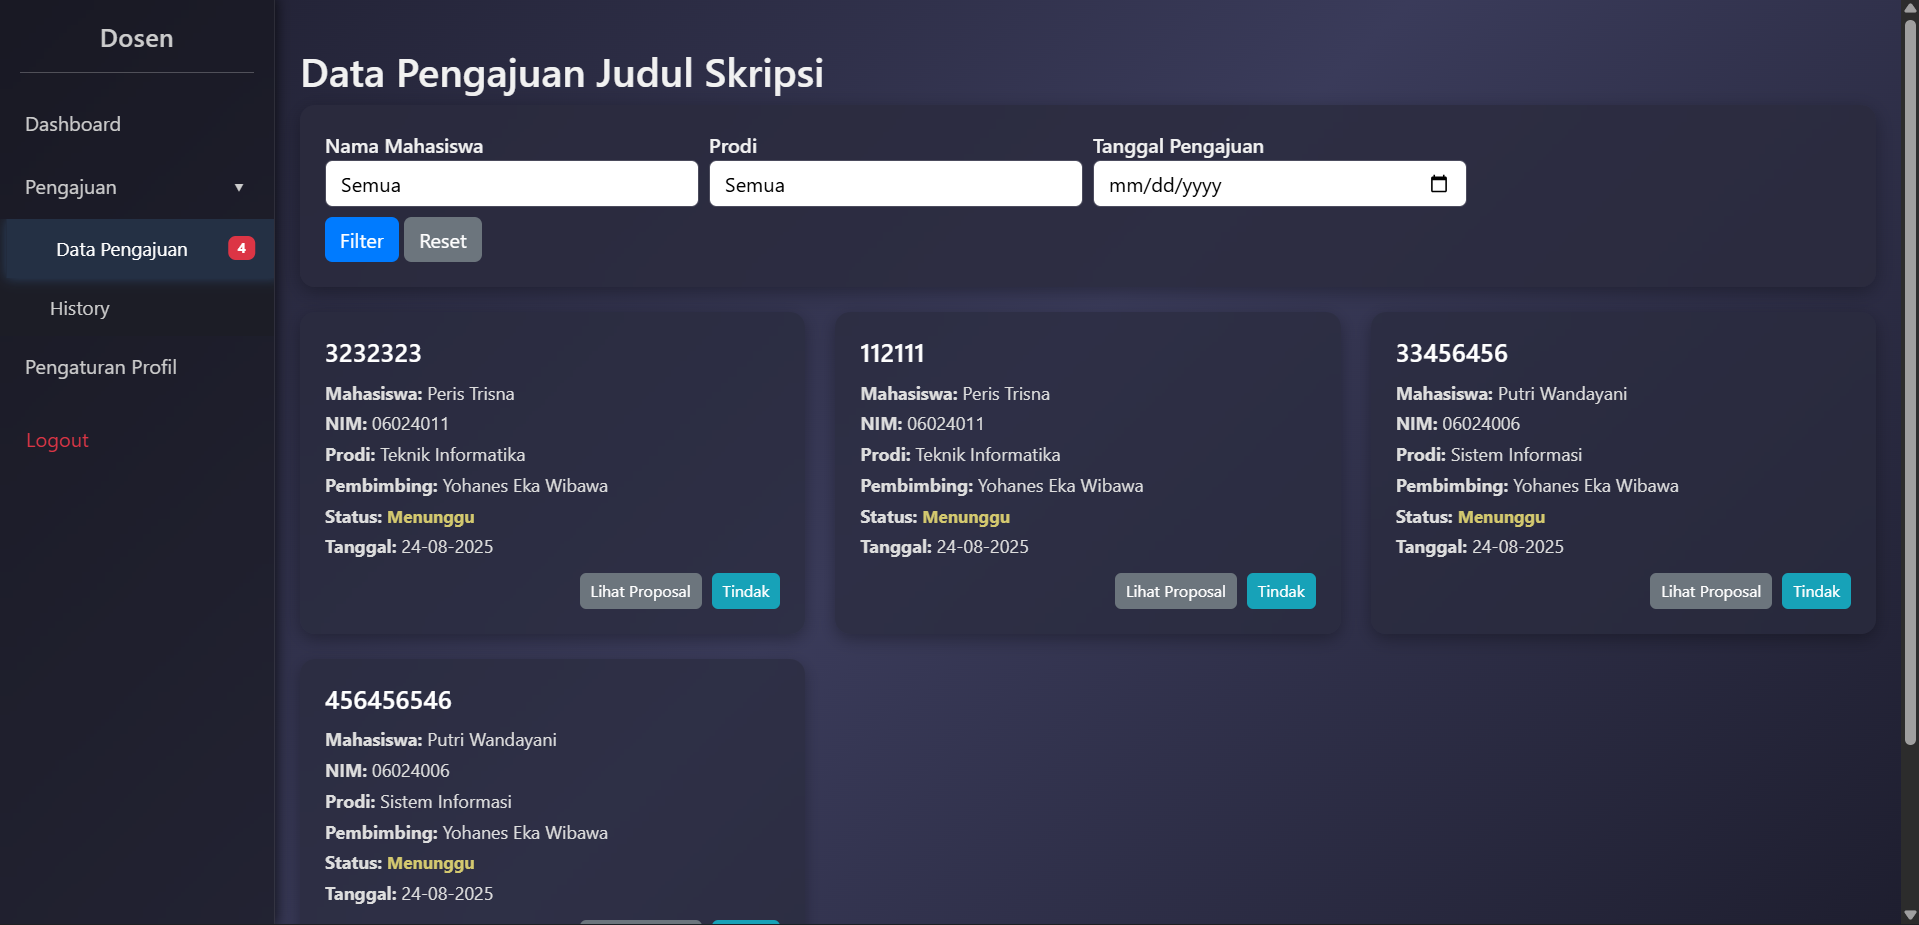 Dosen
Dashboard
Pengajuan ▼
Data Pengajuan 4
History
Pengaturan Profil
Logout
Data Pengajuan Judul Skripsi
Nama Mahasiswa Prodi Tanggal Pengajuan
Semua Semua mm/dd/yyyy
Filter Reset
3232323
Mahasiswa: Peris Trisna
NIM: 06024011
Prodi: Teknik Informatika
Pembimbing: Yohanes Eka Wibawa
Status: Menunggu
Tanggal: 24-08-2025
Lihat Proposal Tindak
112111
Mahasiswa: Peris Trisna
NIM: 06024011
Prodi: Teknik Informatika
Pembimbing: Yohanes Eka Wibawa
Status: Menunggu
Tanggal: 24-08-2025
Lihat Proposal Tindak
33456456
Mahasiswa: Putri Wandayani
NIM: 06024006
Prodi: Sistem Informasi
Pembimbing: Yohanes Eka Wibawa
Status: Menunggu
Tanggal: 24-08-2025
Lihat Proposal Tindak
456456546
Mahasiswa: Putri Wandayani
NIM: 06024006
Prodi: Sistem Informasi
Pembimbing: Yohanes Eka Wibawa
Status: Menunggu
Tanggal: 24-08-2025